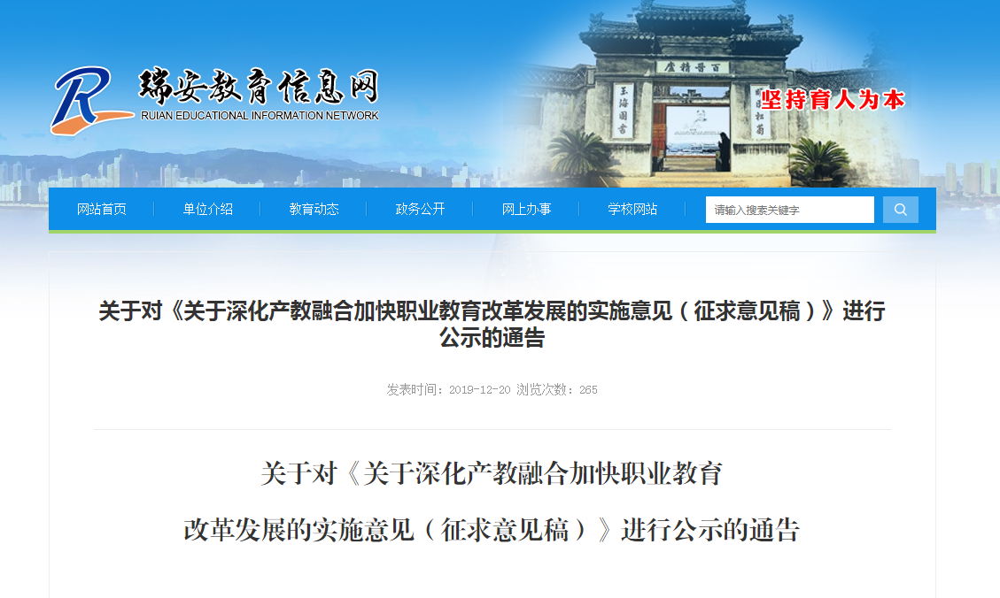 瑞安教育信息网
RUIAN EDUCATIONAL INFORMATION NETWORK
百晋精廬
玉海圖書
坚持育人为本
网站首页
单位介绍
教育动态
政务公开
网上办事
学校网站
请输入搜索关键字
关于对《关于深化产教融合加快职业教育改革发展的实施意见（征求意见稿）》进行
公示的通告
发表时间：2019-12-20 浏览次数：265
关于对《关于深化产教融合加快职业教育
改革发展的实施意见（征求意见稿）》进行公示的通告